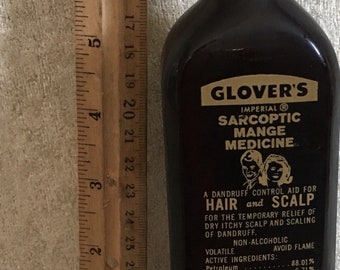 GLOVER'S
IMPERIAL ®
SARCOPTIC
MANGE
MEDICINE
A DANDRUFF CONTROL AID FOR
HAIR and SCALP
FOR THE TEMPORARY RELIEF OF
DRY ITCHY SCALP AND SCALING
OF DANDRUFF.
NON-ALCOHOLIC
VOLATILE AVOID FLAME
ACTIVE INGREDIENTS:
Petroleum ........ 88.01%
5
4
3
2
17
18
19
20
21
22
23
24
25